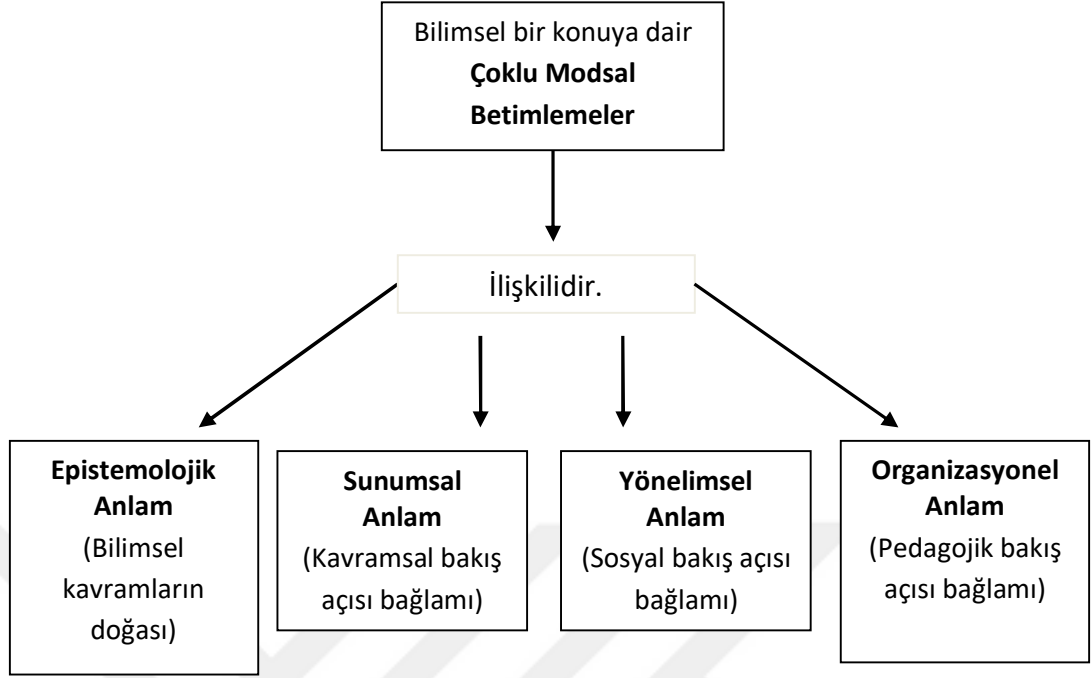 Bilimsel bir konuya dair
Çoklu Modsal
Betimlemeler
İlişkilidir.
Epistemolojik
Anlam
(Bilimsel
kavramların
doğası)
Sunumsal
Anlam
(Kavramsal bakış
açısı bağlamı)
Yönelimsel
Anlam
(Sosyal bakış açısı
bağlamı)
Organizasyonel
Anlam
(Pedagojik bakış
açısı bağlamı)